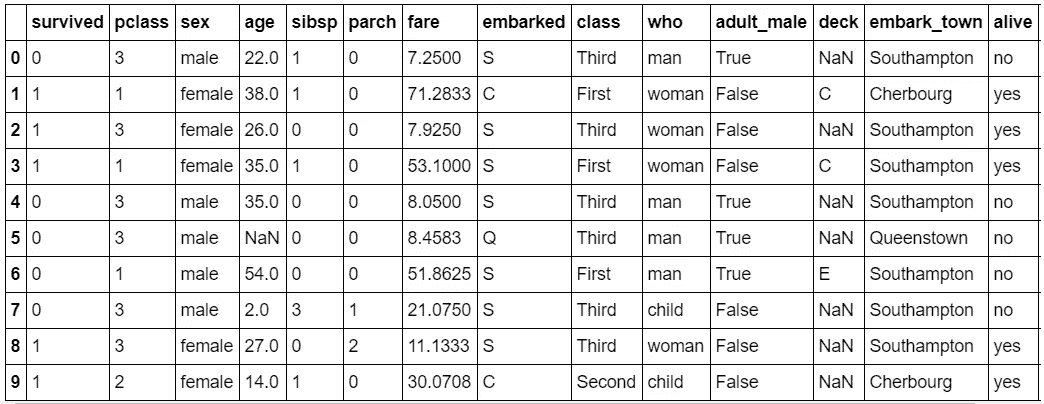 survived pclass sex age sibsp parch fare embarked class who adult_male deck embark_town alive
0 0 3 male 22.0 1 0 7.2500 S Third man True NaN Southampton no
1 1 1 female 38.0 1 0 71.2833 C First woman False C Cherbourg yes
2 1 3 female 26.0 0 0 7.9250 S Third woman False NaN Southampton yes
3 1 1 female 35.0 1 0 53.1000 S First woman False C Southampton yes
4 0 3 male 35.0 0 0 8.0500 S Third man True NaN Southampton no
5 0 3 male NaN 0 0 8.4583 Q Third man True NaN Queenstown no
6 0 1 male 54.0 0 0 51.8625 S First man True E Southampton no
7 0 3 male 2.0 3 1 21.0750 S Third child False NaN Southampton no
8 1 3 female 27.0 0 2 11.1333 S Third woman False NaN Southampton yes
9 1 2 female 14.0 1 0 30.0708 C Second child False NaN Cherbourg yes